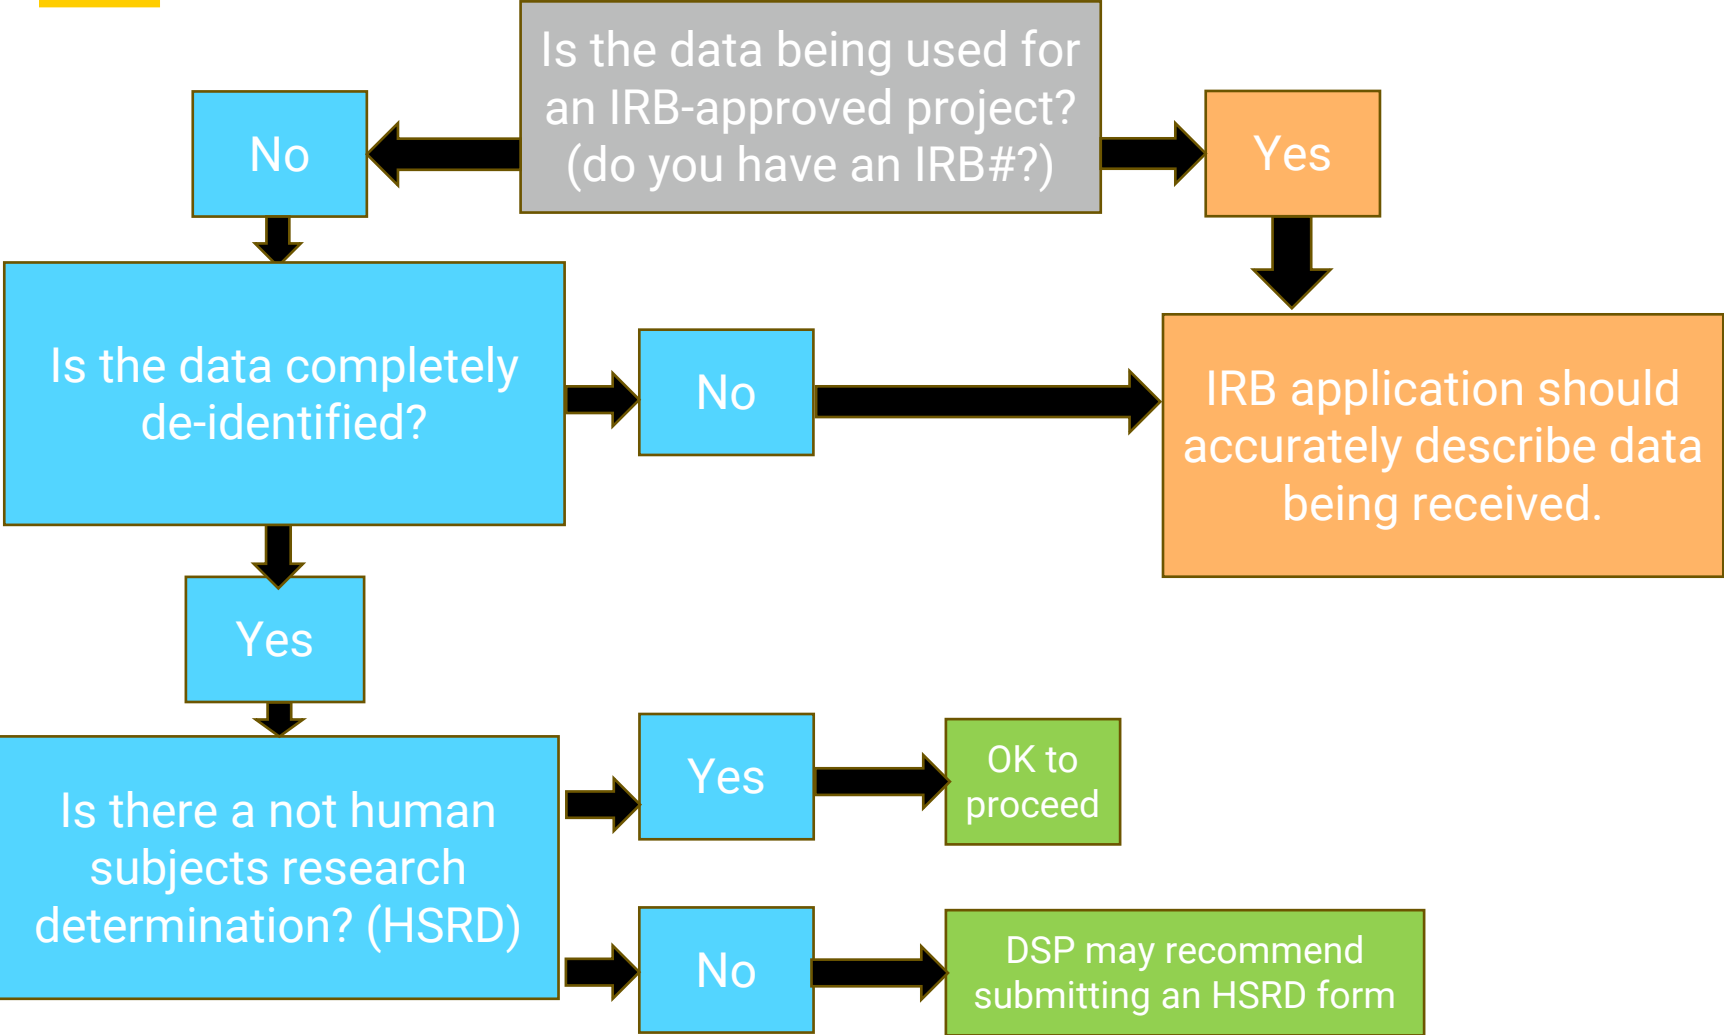 Is the data being used for
an IRB-approved project?
(do you have an IRB#?)
No
Yes
Is the data completely
de-identified?
No
IRB application should
accurately describe data
being received.
Yes
Is there a not human
subjects research
determination? (HSRD)
Yes
OK to
proceed
No
DSP may recommend
submitting an HSRD form